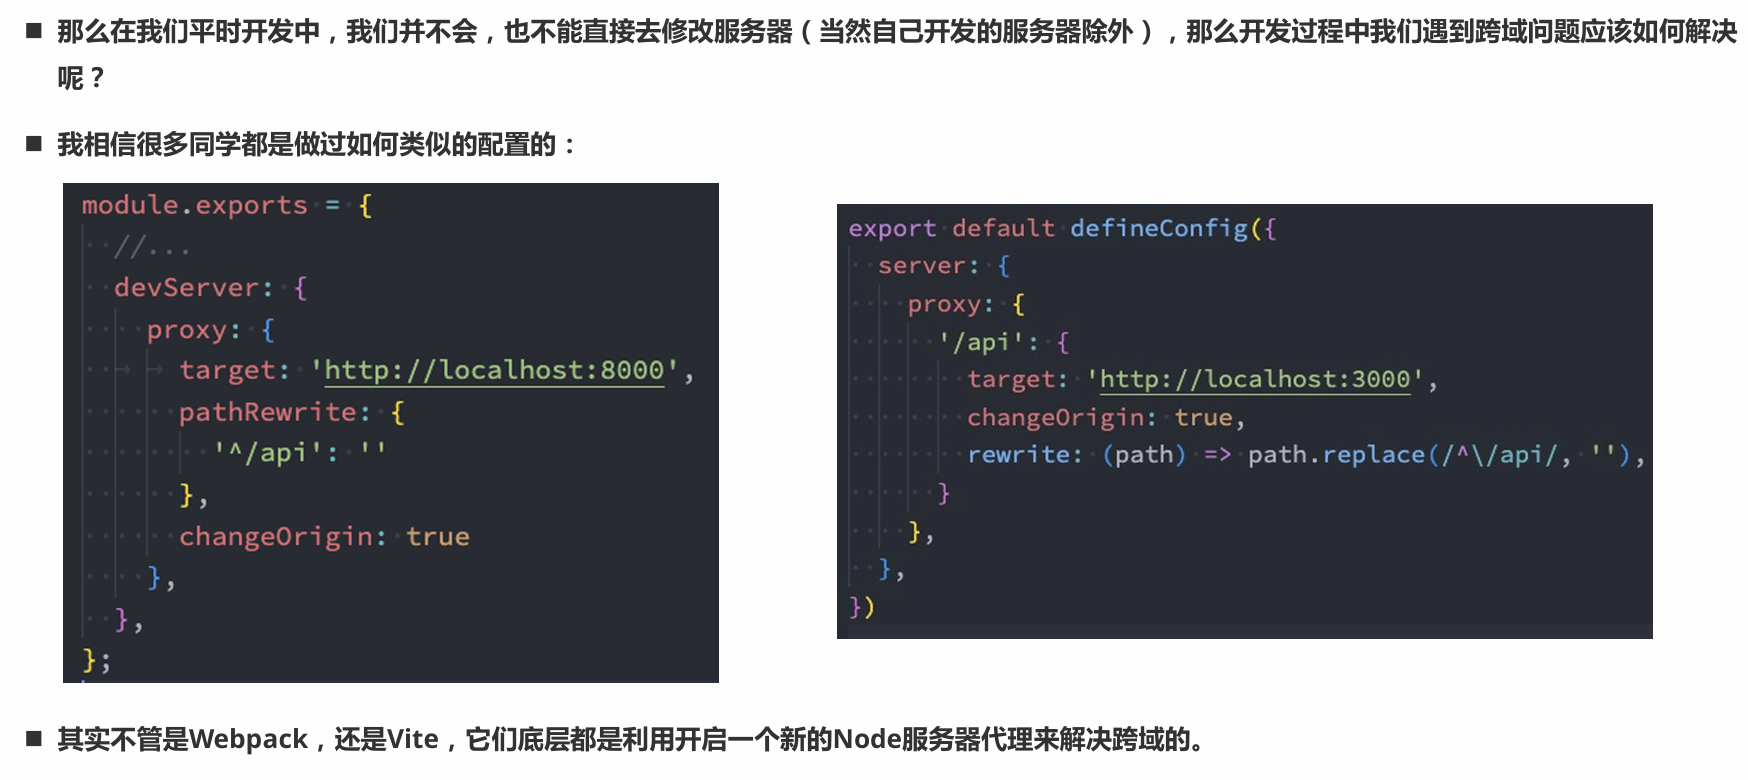 ■ 那么在我们平时开发中，我们并不会，也不能直接去修改服务器（当然自己开发的服务器除外），那么开发过程中我们遇到跨域问题应该如何解决
呢？
■ 我相信很多同学都是做过如何类似的配置的：
module.exports = {
  //...
  devServer: {
    proxy: {
      target: 'http://localhost:8000',
      pathRewrite: {
        '^/api': ''
      },
      changeOrigin: true
    },
  },
};
export default defineConfig({
  server: {
    proxy: {
      '/api': {
        target: 'http://localhost:3000',
        changeOrigin: true,
        rewrite: (path) => path.replace(/^\/api/, ''),
      }
    },
  },
})
■ 其实不管是Webpack，还是Vite，它们底层都是利用开启一个新的Node服务器代理来解决跨域的。